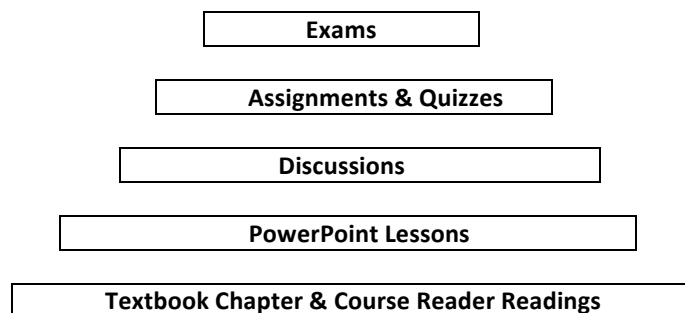 Exams
Assignments & Quizzes
Discussions
PowerPoint Lessons
Textbook Chapter & Course Reader Readings